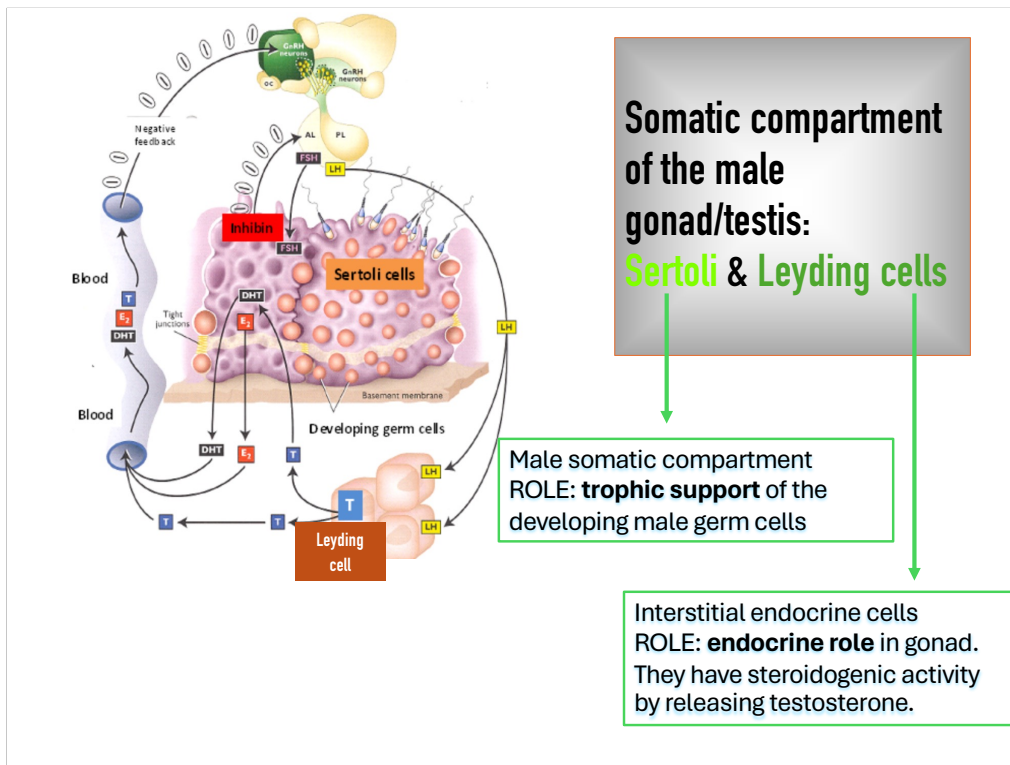 GnRH
neurons
GnRH
neurons
OC
Negative
feedback
AL
PL
FSH
LH
Inhibin
FSH
Sertoli cells
Blood
DHT
T
E₂
E₂
DHT
Tight
junctions
LH
Basement membrane
Blood
Developing germ cells
DHT
E₂
T
LH
T
T
T
LH
Leyding
cell
Somatic compartment
of the male
gonad/testis:
Sertoli & Leyding cells
Male somatic compartment
ROLE: trophic support of the
developing male germ cells
Interstitial endocrine cells
ROLE: endocrine role in gonad.
They have steroidogenic activity
by releasing testosterone.